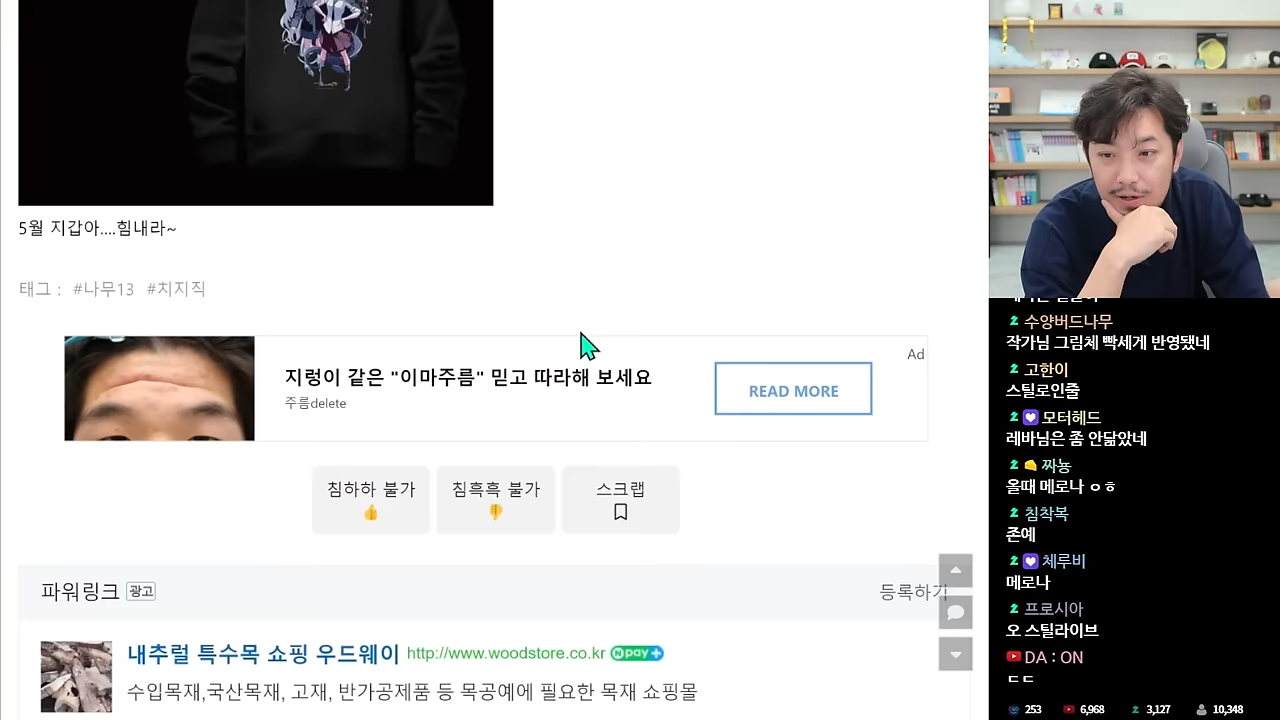 5월 지갑아....힘내라~
태그 : #나무13 #치지직
지렁이 같은 "이마주름" 믿고 따라해 보세요
주름delete
READ MORE
Ad
침하하 불가
침흑흑 불가
스크랩
파워링크 광고
등록하기
내추럴 특수목 쇼핑 우드웨이 http://www.woodstore.co.kr N pay+
수입목재,국산목재, 고재, 반가공제품 등 목공예에 필요한 목재 쇼핑몰
수양버드나무
작가님 그림체 빡세게 반영됐네
고한이
스틸로인줄
모터헤드
레바님은 좀 안닮았네
짜뇽
올때 메로나 ㅇㅎ
침착복
존예
체루비
메로나
프로시아
오 스틸라이브
DA : ON
ㄷㄷ
253 6,968 3,127 10,348